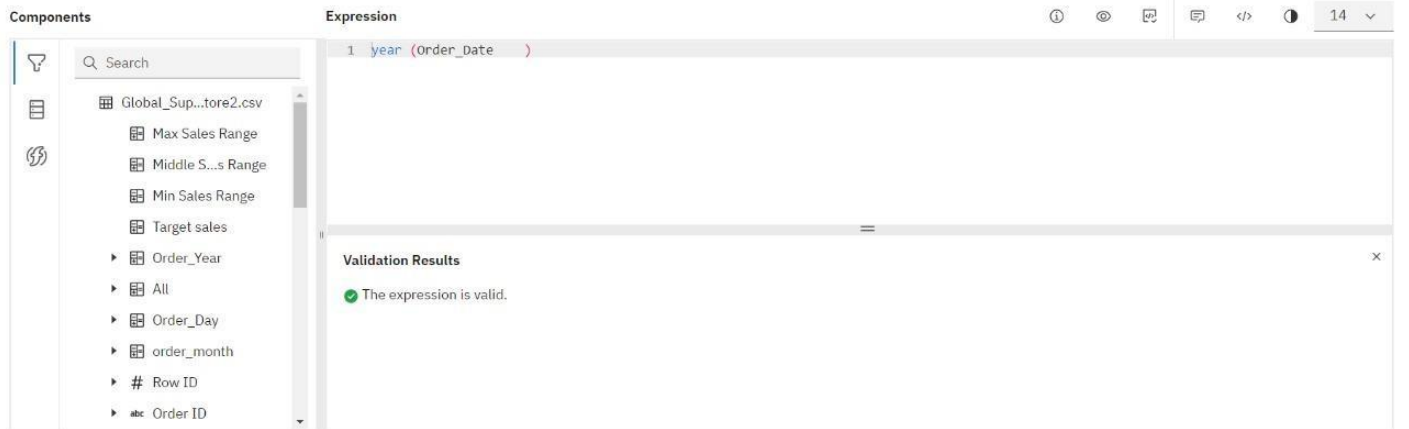 Components
Expression
14
Search
1 year (Order_Date    )
Global_Sup...tore2.csv
Max Sales Range
Middle S...s Range
Min Sales Range
Target sales
Order_Year
All
Order_Day
order_month
# Row ID
abc Order ID
Validation Results
The expression is valid.